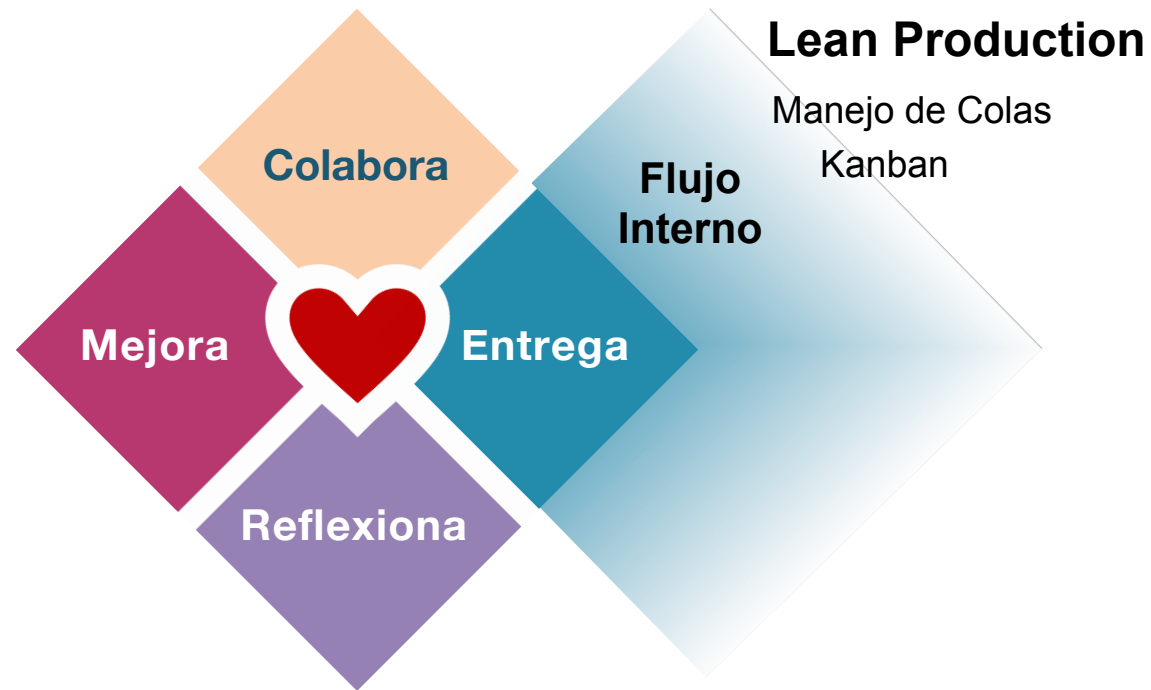 Lean Production
Manejo de Colas
Kanban
Colabora
Flujo
Interno
Mejora
Entrega
Reflexiona